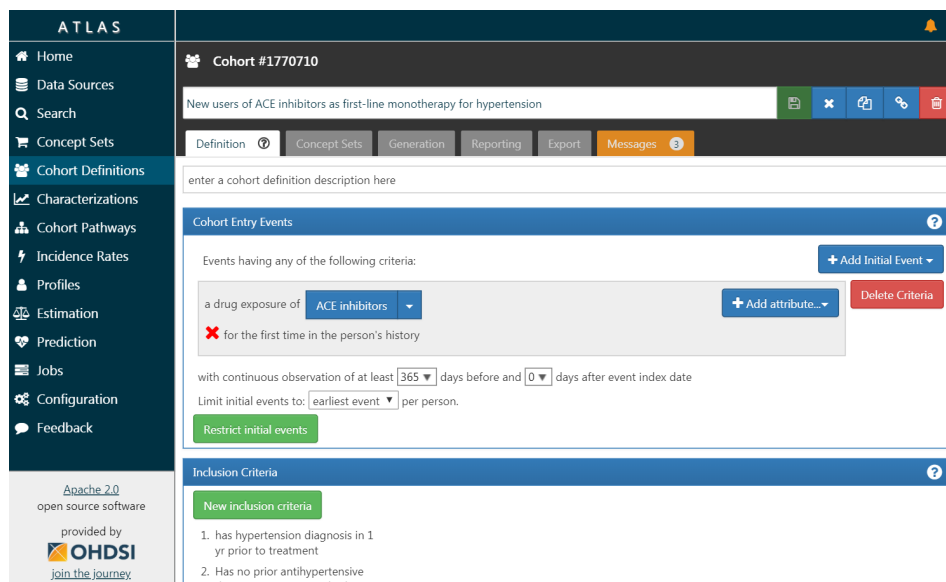 ATLAS
Home
Data Sources
Search
Concept Sets
Cohort Definitions
Characterizations
Cohort Pathways
Incidence Rates
Profiles
Estimation
Prediction
Jobs
Configuration
Feedback
Apache 2.0
open source software
provided by
OHDSI
join the journey
Cohort #1770710
New users of ACE inhibitors as first-line monotherapy for hypertension
Definition ? Concept Sets Generation Reporting Export Messages 3
enter a cohort definition description here
Cohort Entry Events ?
Events having any of the following criteria:
+ Add Initial Event
a drug exposure of ACE inhibitors + Add attribute... Delete Criteria
for the first time in the person's history
with continuous observation of at least 365 days before and 0 days after event index date
Limit initial events to: earliest event per person.
Restrict initial events
Inclusion Criteria ?
New inclusion criteria
1. has hypertension diagnosis in 1
yr prior to treatment
2. Has no prior antihypertensive